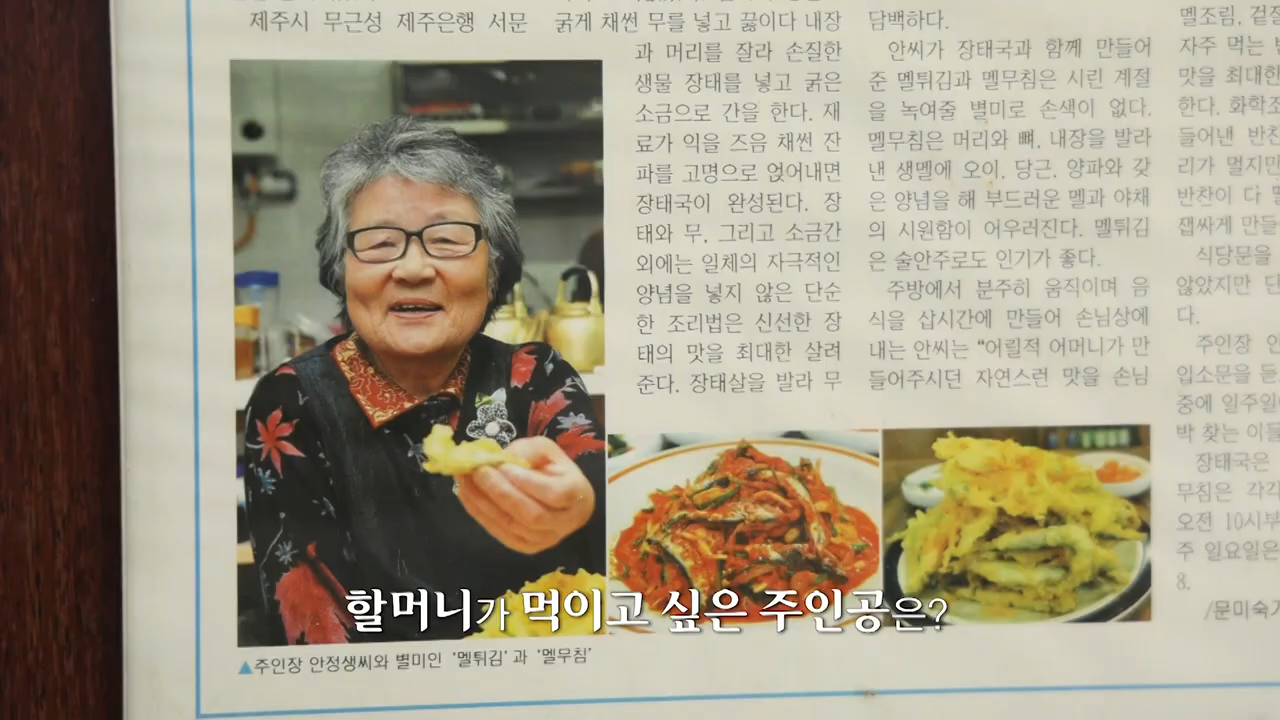 제주시 무근성 제주은행 서문
굵게 채썬 무를 넣고 끓이다 내장
과 머리를 잘라 손질한
생물 장태를 넣고 굵은
소금으로 간을 한다. 재
료가 익을 즈음 채썬 잔
파를 고명으로 얹어내면
장태국이 완성된다. 장
태와 무, 그리고 소금간
외에는 일체의 자극적인
양념을 넣지 않은 단순
한 조리법은 신선한 장
태의 맛을 최대한 살려
준다. 장태살을 발라 무
담백하다.
안씨가 장태국과 함께 만들어
준 멜튀김과 멜무침은 시린 계절
을 녹여줄 별미로 손색이 없다.
멜무침은 머리와 뼈, 내장을 발라
낸 생멜에 오이, 당근, 양파와 갖
은 양념을 해 부드러운 멜과 야채
의 시원함이 어우러진다. 멜튀김
은 술안주로도 인기가 좋다.
주방에서 분주히 움직이며 음
식을 삽시간에 만들어 손님상에
내는 안씨는 “어릴적 어머니가 만
들어주시던 자연스런 맛을 손님
멜조림, 겉절
자주 먹는
맛을 최대한
한다. 화학조
들어낸 반찬
리가 멀지만
반찬이 다
잽싸게 만들
식당문을
않았지만 단
다.
주인장 안
입소문을 듣
중에 일주일에
박 찾는 이들
장태국은
무침은 각각
오전 10시부
주 일요일은
8.
/문미숙기
▲주인장 안정생씨와 별미인 ‘멜튀김’과 ‘멜무침’
할머니가 먹이고 싶은 주인공은?